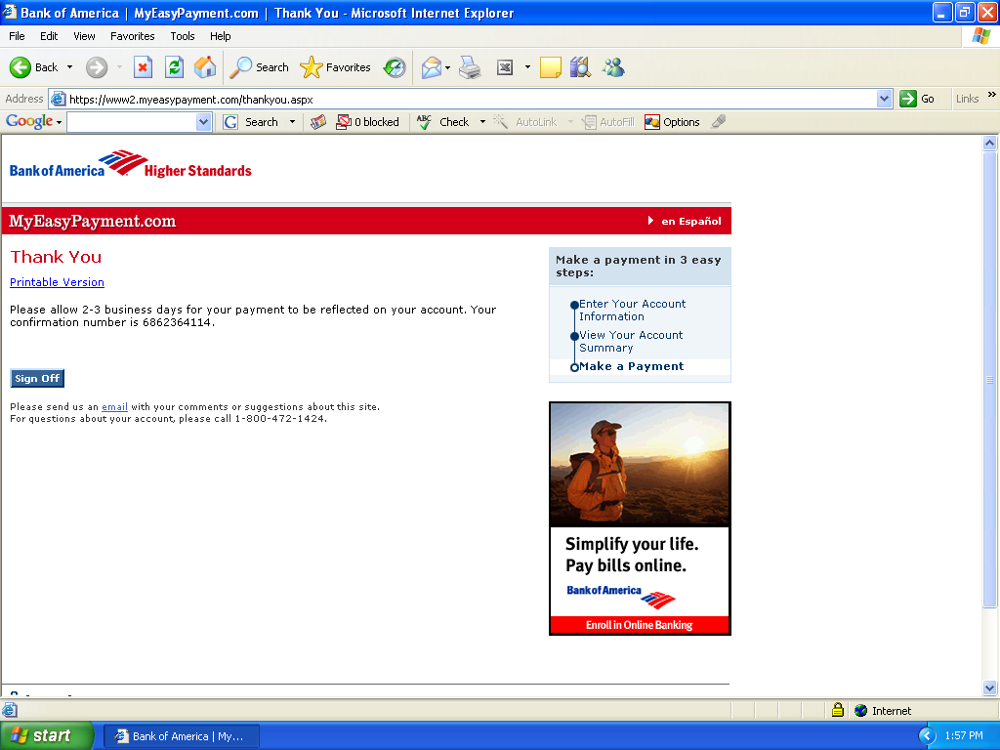 Bank of America | MyEasyPayment.com | Thank You - Microsoft Internet Explorer
File Edit View Favorites Tools Help
Back Search Favorites
Address https://www2.myeasypayment.com/thankyou.aspx Go Links »
Google Search 0 blocked ABC Check AutoLink AutoFill Options
Bank of America Higher Standards
MyEasyPayment.com en Español
Thank You
Printable Version
Please allow 2-3 business days for your payment to be reflected on your account. Your
confirmation number is 6862364114.
Sign Off
Please send us an email with your comments or suggestions about this site.
For questions about your account, please call 1-800-472-1424.
Make a payment in 3 easy
steps:
Enter Your Account
Information
View Your Account
Summary
Make a Payment
Simplify your life.
Pay bills online.
Bank of America
Enroll in Online Banking
Internet
start Bank of America | My... 1:57 PM